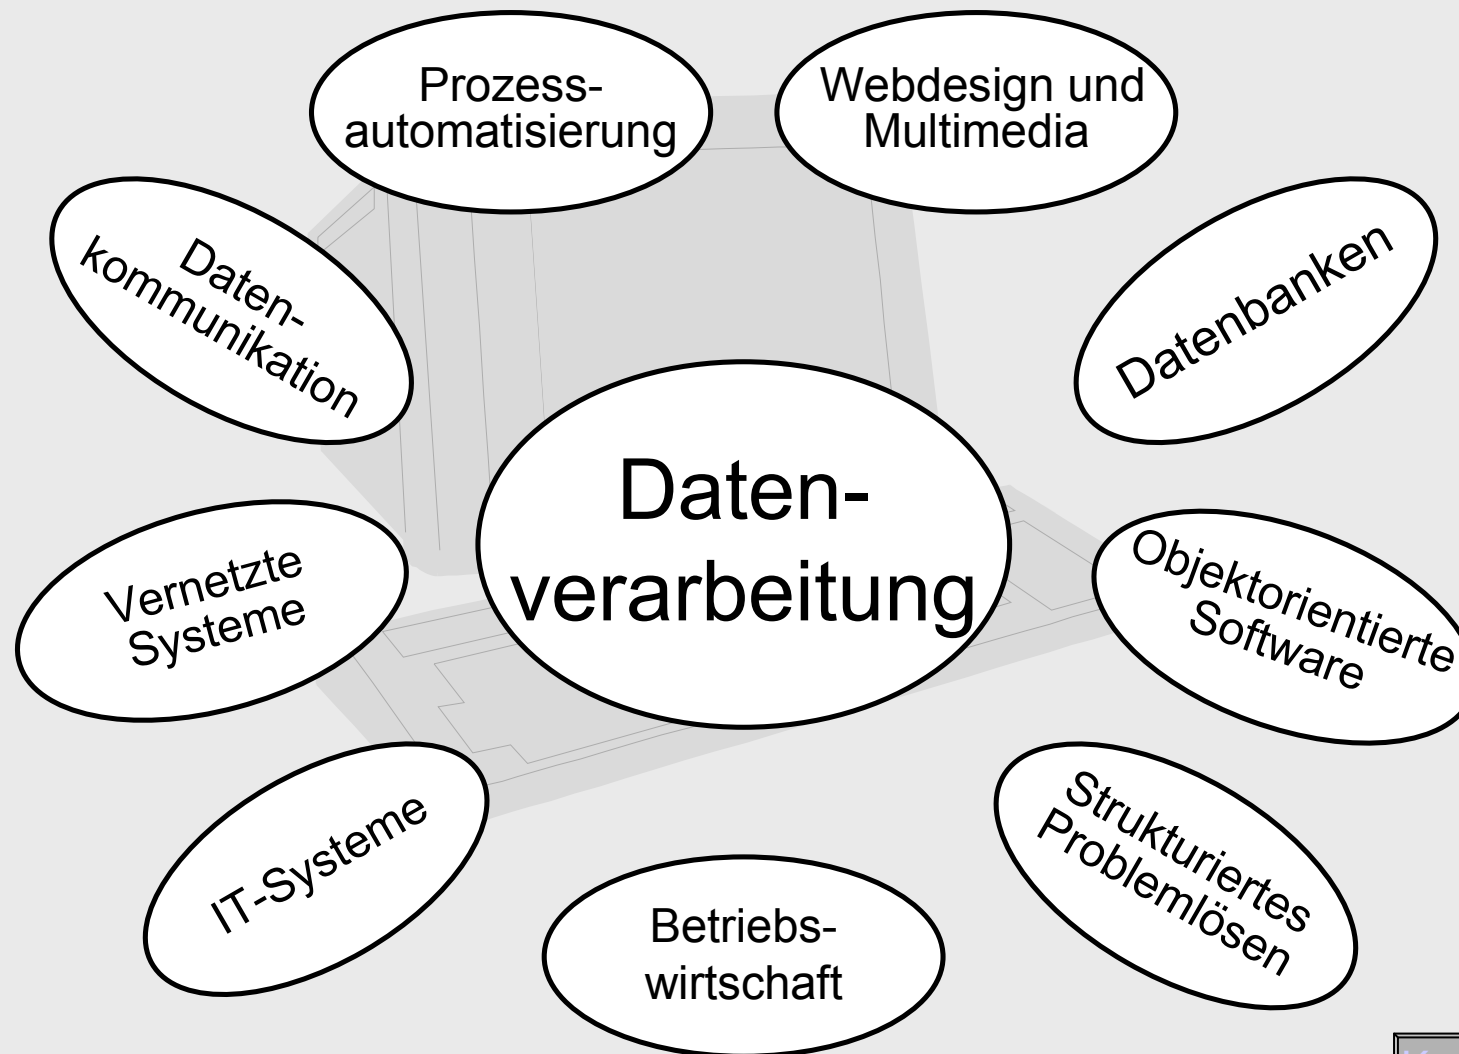 Prozess-
automatisierung
Webdesign und
Multimedia
Daten-
kommunikation
Datenbanken
Daten-
verarbeitung
Vernetzte
Systeme
Objektorientierte
Software
IT-Systeme
Strukturiertes
Problemlösen
Betriebs-
wirtschaft